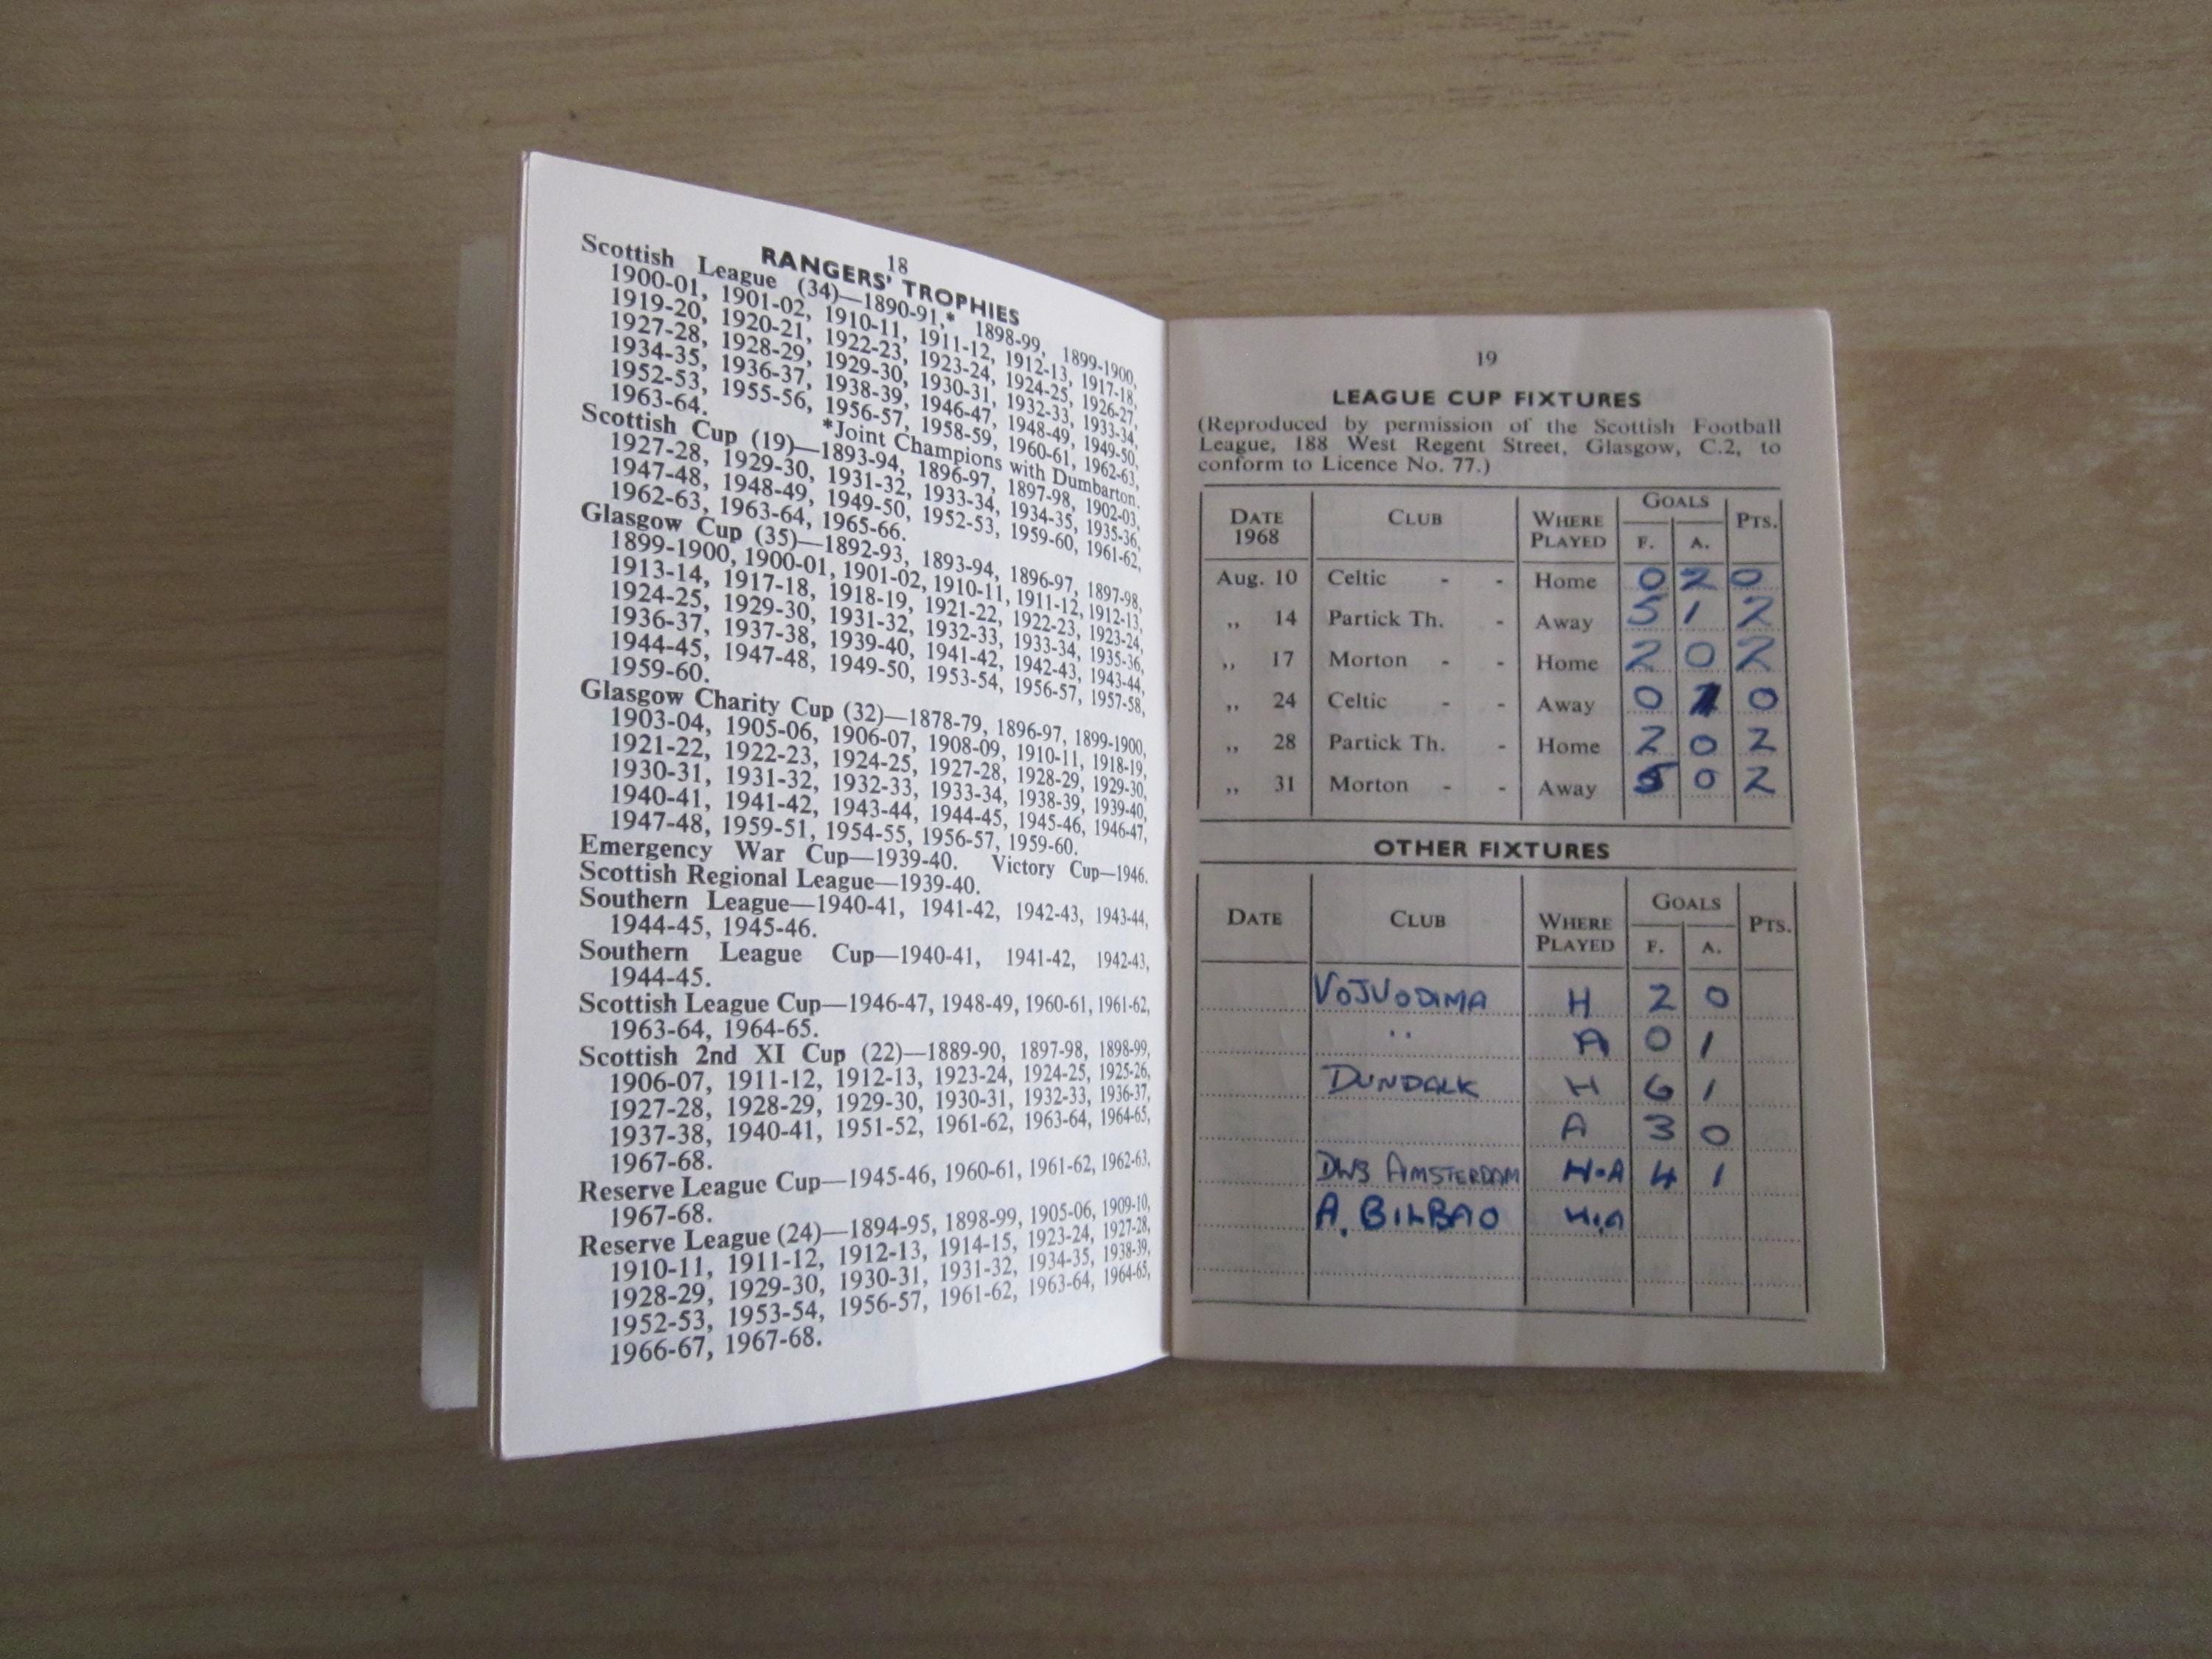 18
RANGERS' TROPHIES
Scottish League (34)—1890-91,* 1898-99, 1899-1900,
1900-01, 1901-02, 1910-11, 1911-12, 1912-13, 1917-18,
1919-20, 1920-21, 1922-23, 1923-24, 1924-25, 1926-27,
1927-28, 1928-29, 1929-30, 1930-31, 1932-33, 1933-34,
1934-35, 1936-37, 1938-39, 1946-47, 1948-49, 1949-50,
1952-53, 1955-56, 1956-57, 1958-59, 1960-61, 1962-63,
1963-64. *Joint Champions with Dumbarton.
Scottish Cup (19)—1893-94, 1896-97, 1897-98, 1902-03,
1927-28, 1929-30, 1931-32, 1933-34, 1934-35, 1935-36,
1947-48, 1948-49, 1949-50, 1952-53, 1959-60, 1961-62,
1962-63, 1963-64, 1965-66.
Glasgow Cup (35)—1892-93, 1893-94, 1896-97, 1897-98,
1899-1900, 1900-01, 1901-02, 1910-11, 1911-12, 1912-13,
1913-14, 1917-18, 1918-19, 1921-22, 1922-23, 1923-24,
1924-25, 1929-30, 1931-32, 1932-33, 1933-34, 1935-36,
1936-37, 1937-38, 1939-40, 1941-42, 1942-43, 1943-44,
1944-45, 1947-48, 1949-50, 1953-54, 1956-57, 1957-58,
1959-60.
Glasgow Charity Cup (32)—1878-79, 1896-97, 1899-1900,
1903-04, 1905-06, 1906-07, 1908-09, 1910-11, 1918-19,
1921-22, 1922-23, 1924-25, 1927-28, 1928-29, 1929-30,
1930-31, 1931-32, 1932-33, 1933-34, 1938-39, 1939-40,
1940-41, 1941-42, 1943-44, 1944-45, 1945-46, 1946-47,
1947-48, 1959-51, 1954-55, 1956-57, 1959-60.
Emergency War Cup—1939-40. Victory Cup—1946.
Scottish Regional League—1939-40.
Southern League—1940-41, 1941-42, 1942-43, 1943-44,
1944-45, 1945-46.
Southern League Cup—1940-41, 1941-42, 1942-43,
1944-45.
Scottish League Cup—1946-47, 1948-49, 1960-61, 1961-62,
1963-64, 1964-65.
Scottish 2nd XI Cup (22)—1889-90, 1897-98, 1898-99,
1906-07, 1911-12, 1912-13, 1923-24, 1924-25, 1925-26,
1927-28, 1928-29, 1929-30, 1930-31, 1932-33, 1936-37,
1937-38, 1940-41, 1951-52, 1961-62, 1963-64, 1964-65,
1967-68.
Reserve League Cup—1945-46, 1960-61, 1961-62, 1962-63,
1967-68.
Reserve League (24)—1894-95, 1898-99, 1905-06, 1909-10,
1910-11, 1911-12, 1912-13, 1914-15, 1923-24, 1927-28,
1928-29, 1929-30, 1930-31, 1931-32, 1934-35, 1938-39,
1952-53, 1953-54, 1956-57, 1961-62, 1963-64, 1964-65,
1966-67, 1967-68.
19
LEAGUE CUP FIXTURES
(Reproduced by permission of the Scottish Football
League, 188 West Regent Street, Glasgow, C.2, to
conform to Licence No. 77.)
DATE 1968 CLUB WHERE PLAYED GOALS F. A. PTS.
Aug. 10 Celtic - - Home 0 2 0
,, 14 Partick Th. - Away 5 1 2
,, 17 Morton - - Home 2 0 2
,, 24 Celtic - - Away 0 1 0
,, 28 Partick Th. - Home 2 0 2
,, 31 Morton - - Away 5 0 2
OTHER FIXTURES
DATE CLUB WHERE PLAYED GOALS F. A. PTS.
VOJVODIMA H 2 0
,, A 0 1
DUNDALK H 6 1
A 3 0
DWS AMSTERDAM H.A 4 1
A. BILBAO H.A